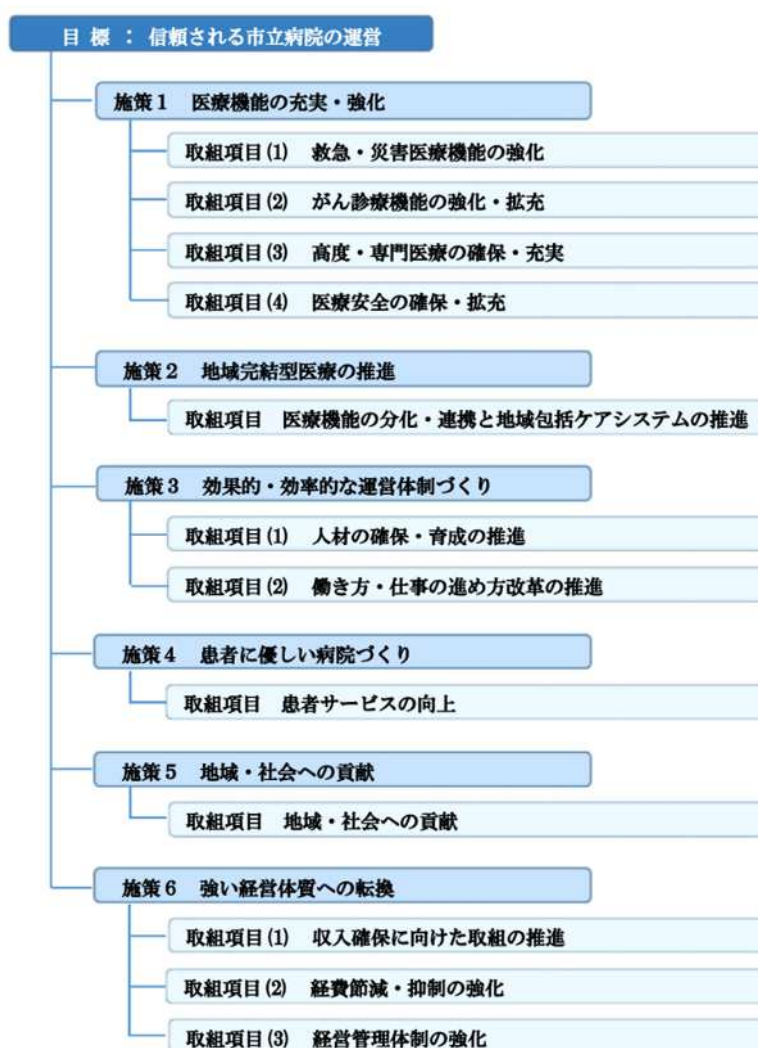 目 標 ： 信頼される市立病院の運営
施策１ 医療機能の充実・強化
取組項目(1) 救急・災害医療機能の強化
取組項目(2) がん診療機能の強化・拡充
取組項目(3) 高度・専門医療の確保・充実
取組項目(4) 医療安全の確保・拡充
施策２ 地域完結型医療の推進
取組項目 医療機能の分化・連携と地域包括ケアシステムの推進
施策３ 効果的・効率的な運営体制づくり
取組項目(1) 人材の確保・育成の推進
取組項目(2) 働き方・仕事の進め方改革の推進
施策４ 患者に優しい病院づくり
取組項目 患者サービスの向上
施策５ 地域・社会への貢献
取組項目 地域・社会への貢献
施策６ 強い経営体質への転換
取組項目(1) 収入確保に向けた取組の推進
取組項目(2) 経費節減・抑制の強化
取組項目(3) 経営管理体制の強化